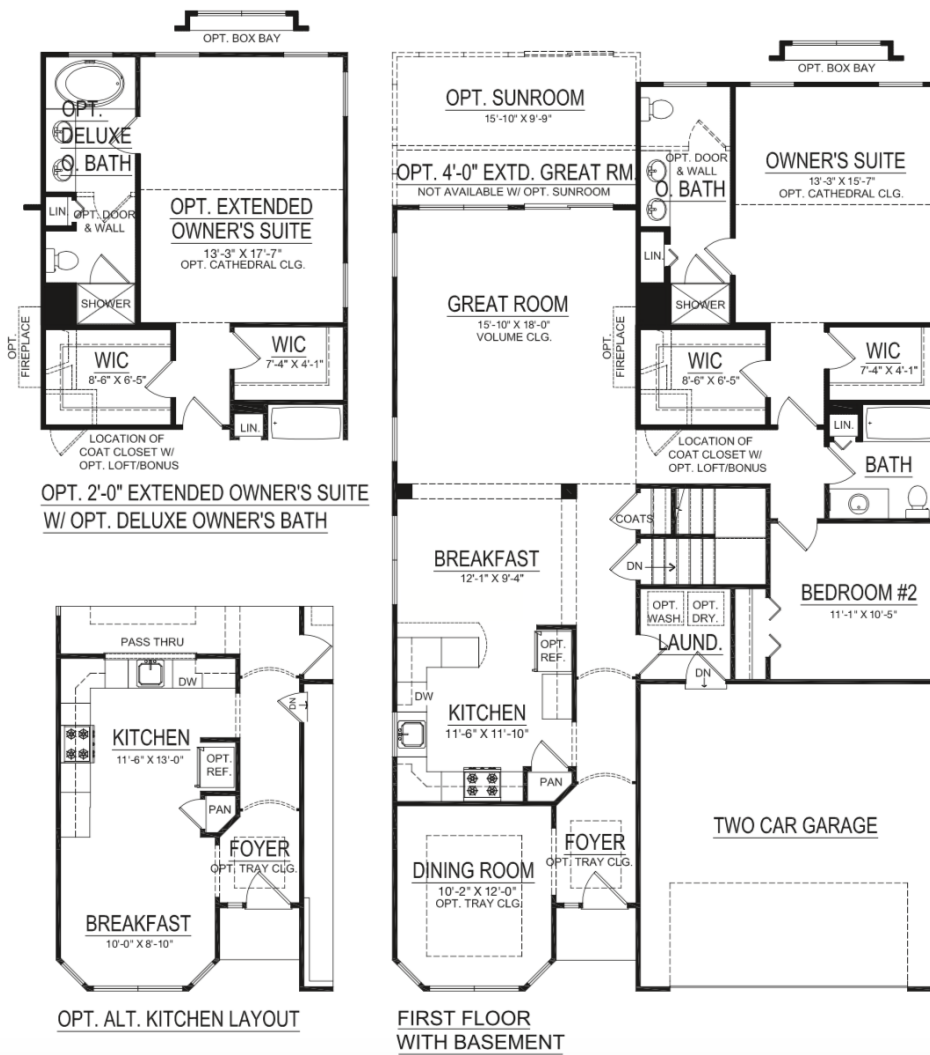 OPT. BOX BAY
OPT.
DELUXE
O. BATH
LIN.
OPT. DOOR
& WALL
OPT. EXTENDED
OWNER'S SUITE
13'-3" X 17'-7"
OPT. CATHEDRAL CLG.
SHOWER
OPT.
FIREPLACE
WIC
8'-6" X 6'-5"
WIC
7'-4" X 4'-1"
LIN.
LOCATION OF
COAT CLOSET W/
OPT. LOFT/BONUS
OPT. 2'-0" EXTENDED OWNER'S SUITE
W/ OPT. DELUXE OWNER'S BATH
PASS THRU
DW
DN
KITCHEN
11'-6" X 13'-0"
OPT.
REF.
PAN
FOYER
OPT. TRAY CLG.
BREAKFAST
10'-0" X 8'-10"
OPT. ALT. KITCHEN LAYOUT
OPT. BOX BAY
OPT. SUNROOM
15'-10" X 9'-9"
OPT. 4'-0" EXTD. GREAT RM.
NOT AVAILABLE W/ OPT. SUNROOM
OPT. DOOR
& WALL
O. BATH
OWNER'S SUITE
13'-3" X 15'-7"
OPT. CATHEDRAL CLG.
LIN.
SHOWER
GREAT ROOM
15'-10" X 18'-0"
VOLUME CLG.
OPT.
FIREPLACE
WIC
8'-6" X 6'-5"
WIC
7'-4" X 4'-1"
LOCATION OF
COAT CLOSET W/
OPT. LOFT/BONUS
LIN.
BATH
COATS
DN
BREAKFAST
12'-1" X 9'-4"
BEDROOM #2
11'-1" X 10'-5"
OPT.
WASH.
OPT.
DRY.
LAUND.
DN
OPT.
REF.
DW
KITCHEN
11'-6" X 11'-10"
PAN
TWO CAR GARAGE
FOYER
OPT. TRAY CLG.
DINING ROOM
10'-2" X 12'-0"
OPT. TRAY CLG.
FIRST FLOOR
WITH BASEMENT